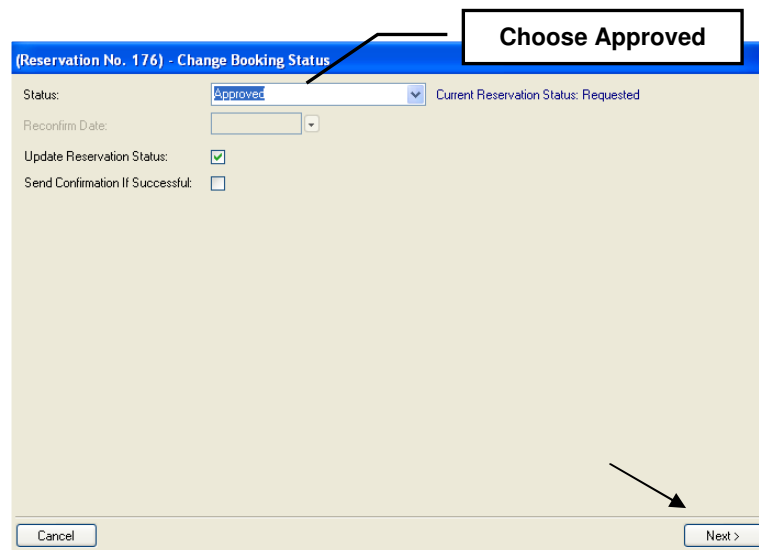 Choose Approved
(Reservation No. 176) - Change Booking Status
Status: Approved Current Reservation Status: Requested
Reconfirm Date:
Update Reservation Status:
Send Confirmation If Successful:
Cancel Next >